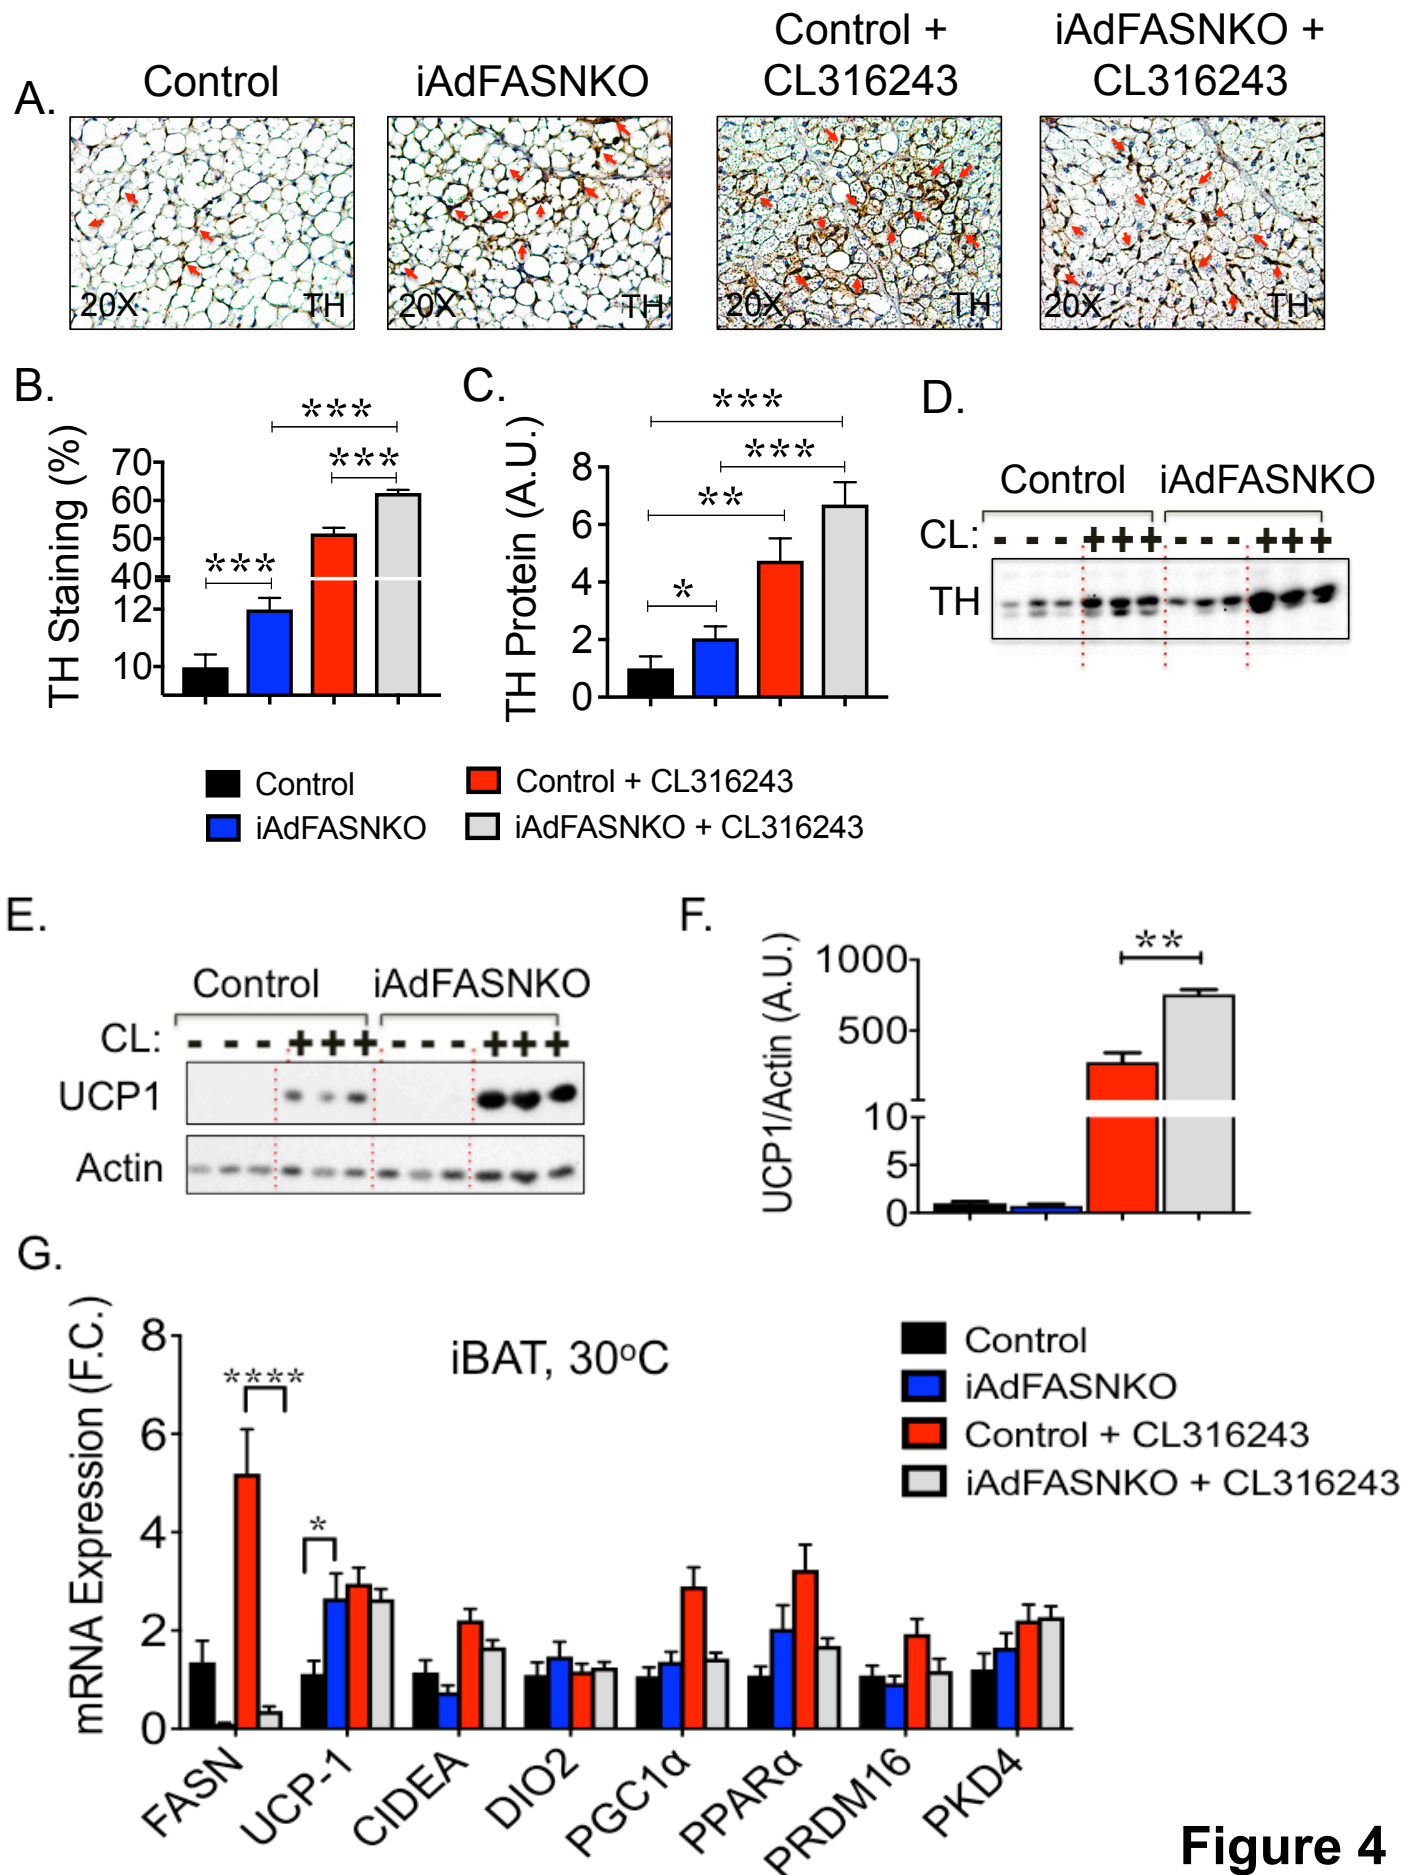 A.
Control
iAdFASNKO
Control +
CL316243
iAdFASNKO +
CL316243
20X TH
20X TH
20X TH
20X TH
B.
TH Staining (%)
70
60
50
40
12
10
***
***
***
C.
TH Protein (A.U.)
8
6
4
2
0
***
***
**
*
D.
Control iAdFASNKO
CL: - - - + + + - - - + + +
TH
Control
iAdFASNKO
Control + CL316243
iAdFASNKO + CL316243
E.
Control iAdFASNKO
CL: - - - + + + - - - + + +
UCP1
Actin
F.
UCP1/Actin (A.U.)
1000
500
10
5
0
**
G.
mRNA Expression (F.C.)
8
6
4
2
0
iBAT, 30°C
****
*
Control
iAdFASNKO
Control + CL316243
iAdFASNKO + CL316243
FASN
UCP-1
CIDEA
DIO2
PGC1α
PPARα
PRDM16
PKD4
Figure 4